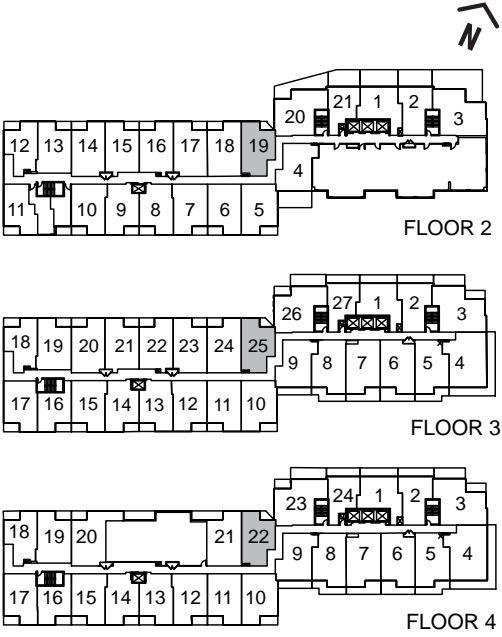 N
20 21 1 2 3
12 13 14 15 16 17 18 19
4
11 10 9 8 7 6 5
FLOOR 2
26 27 1 2 3
18 19 20 21 22 23 24 25
9 8 7 6 5 4
17 16 15 14 13 12 11 10
FLOOR 3
23 24 1 2 3
18 19 20 21 22
9 8 7 6 5 4
17 16 15 14 13 12 11 10
FLOOR 4